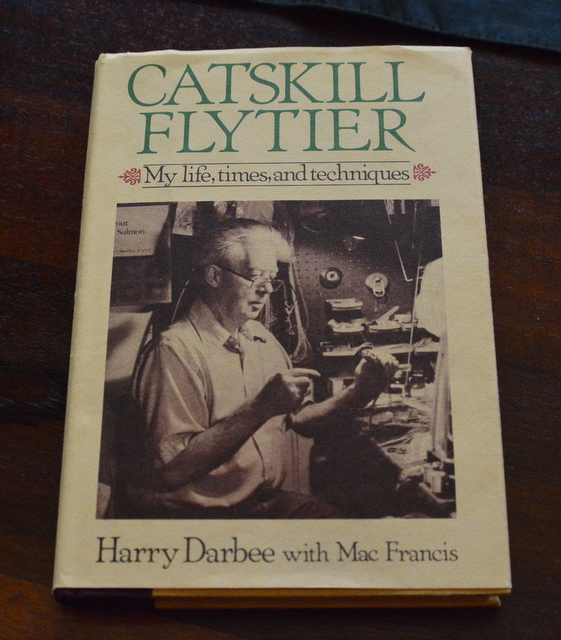 CATSKILL
FLYTIER
My life, times, and techniques
Salmon
Harry Darbee with Mac Francis